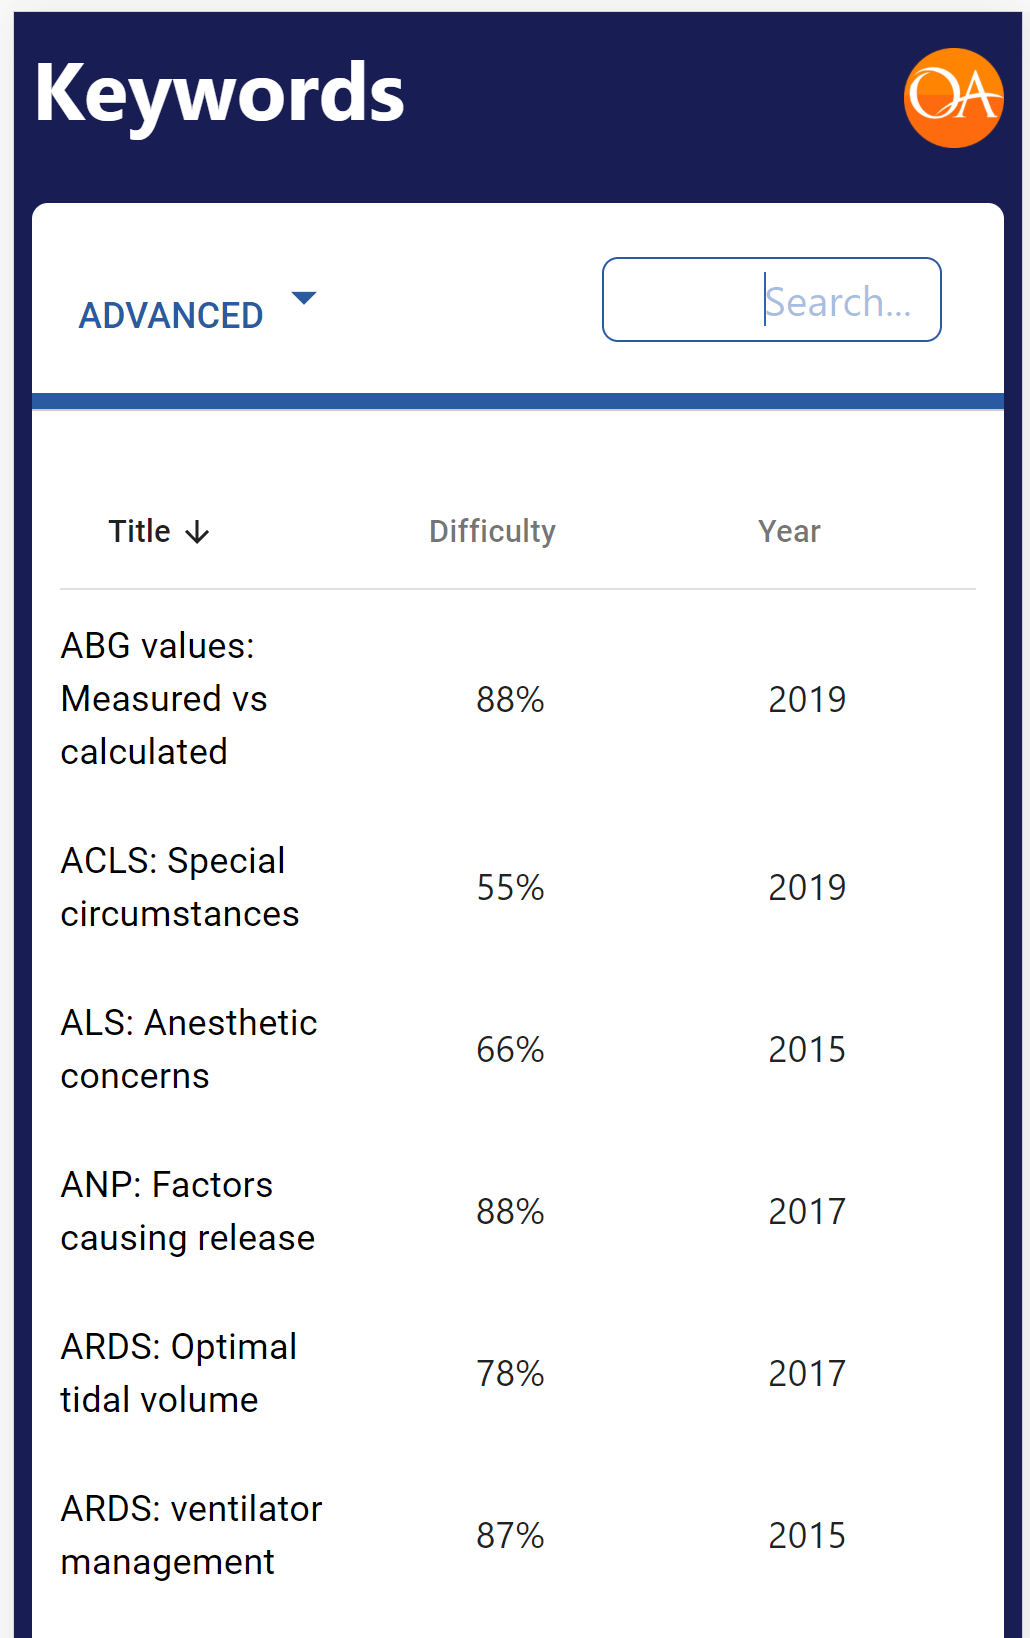 Keywords
OA
ADVANCED
Search...
Title Difficulty Year
ABG values:
Measured vs
calculated
88% 2019
ACLS: Special
circumstances
55% 2019
ALS: Anesthetic
concerns
66% 2015
ANP: Factors
causing release
88% 2017
ARDS: Optimal
tidal volume
78% 2017
ARDS: ventilator
management
87% 2015